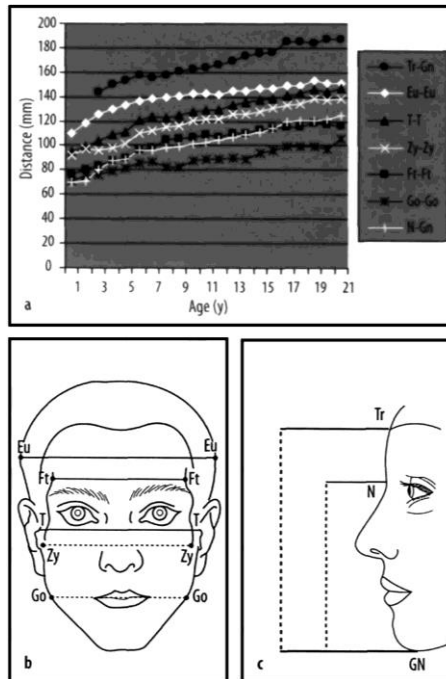 200
180
160
140
120
100
80
60
40
20
0
Distance (mm)
1 3 5 7 9 11 13 15 17 19 21
Age (y)
a
Tr-Gn
Eu-Eu
T-T
Zy-Zy
Ft-Ft
Go-Go
N-Gn
Eu Eu
Ft Ft
T T
Zy Zy
Go Go
b
Tr
N
GN
c